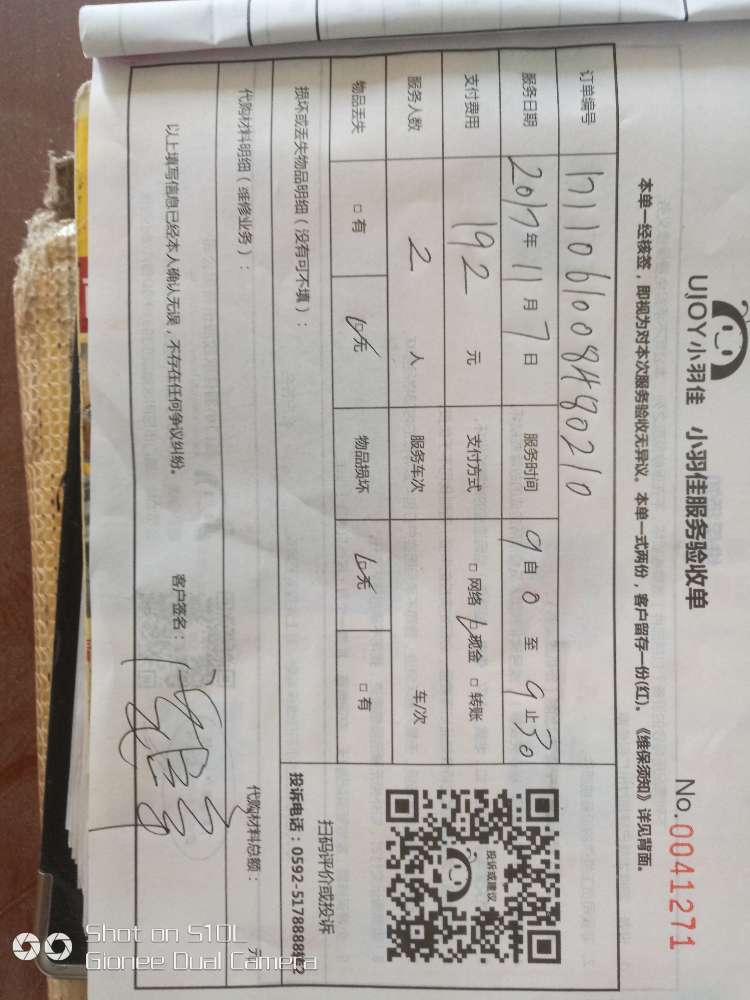 UJOY小羽佳 小羽佳服务验收单
No.0041271
本单一经核签，即视为对本次服务验收无异议。本单一式两份，客户留存一份(红)。《维保须知》详见背面。
订单编号
服务日期 2017年 11月 7日 服务时间 9自0至9止30
支付费用 192 元 支付方式 □网络 □现金 □转账
服务人数 2 人 服务车次 车/次
物品丢失 □有 □无 物品损坏 □无 □有
投诉或建议
扫码评价或投诉
损坏或丢失物品明细（没有可不填）：
代购材料明细（维修业务）：
代购材料总额： 元
以上填写信息已经本人确认无误，不存在任何争议纠纷。 客户签名：
Shot on S10L
Gionee Dual Camera